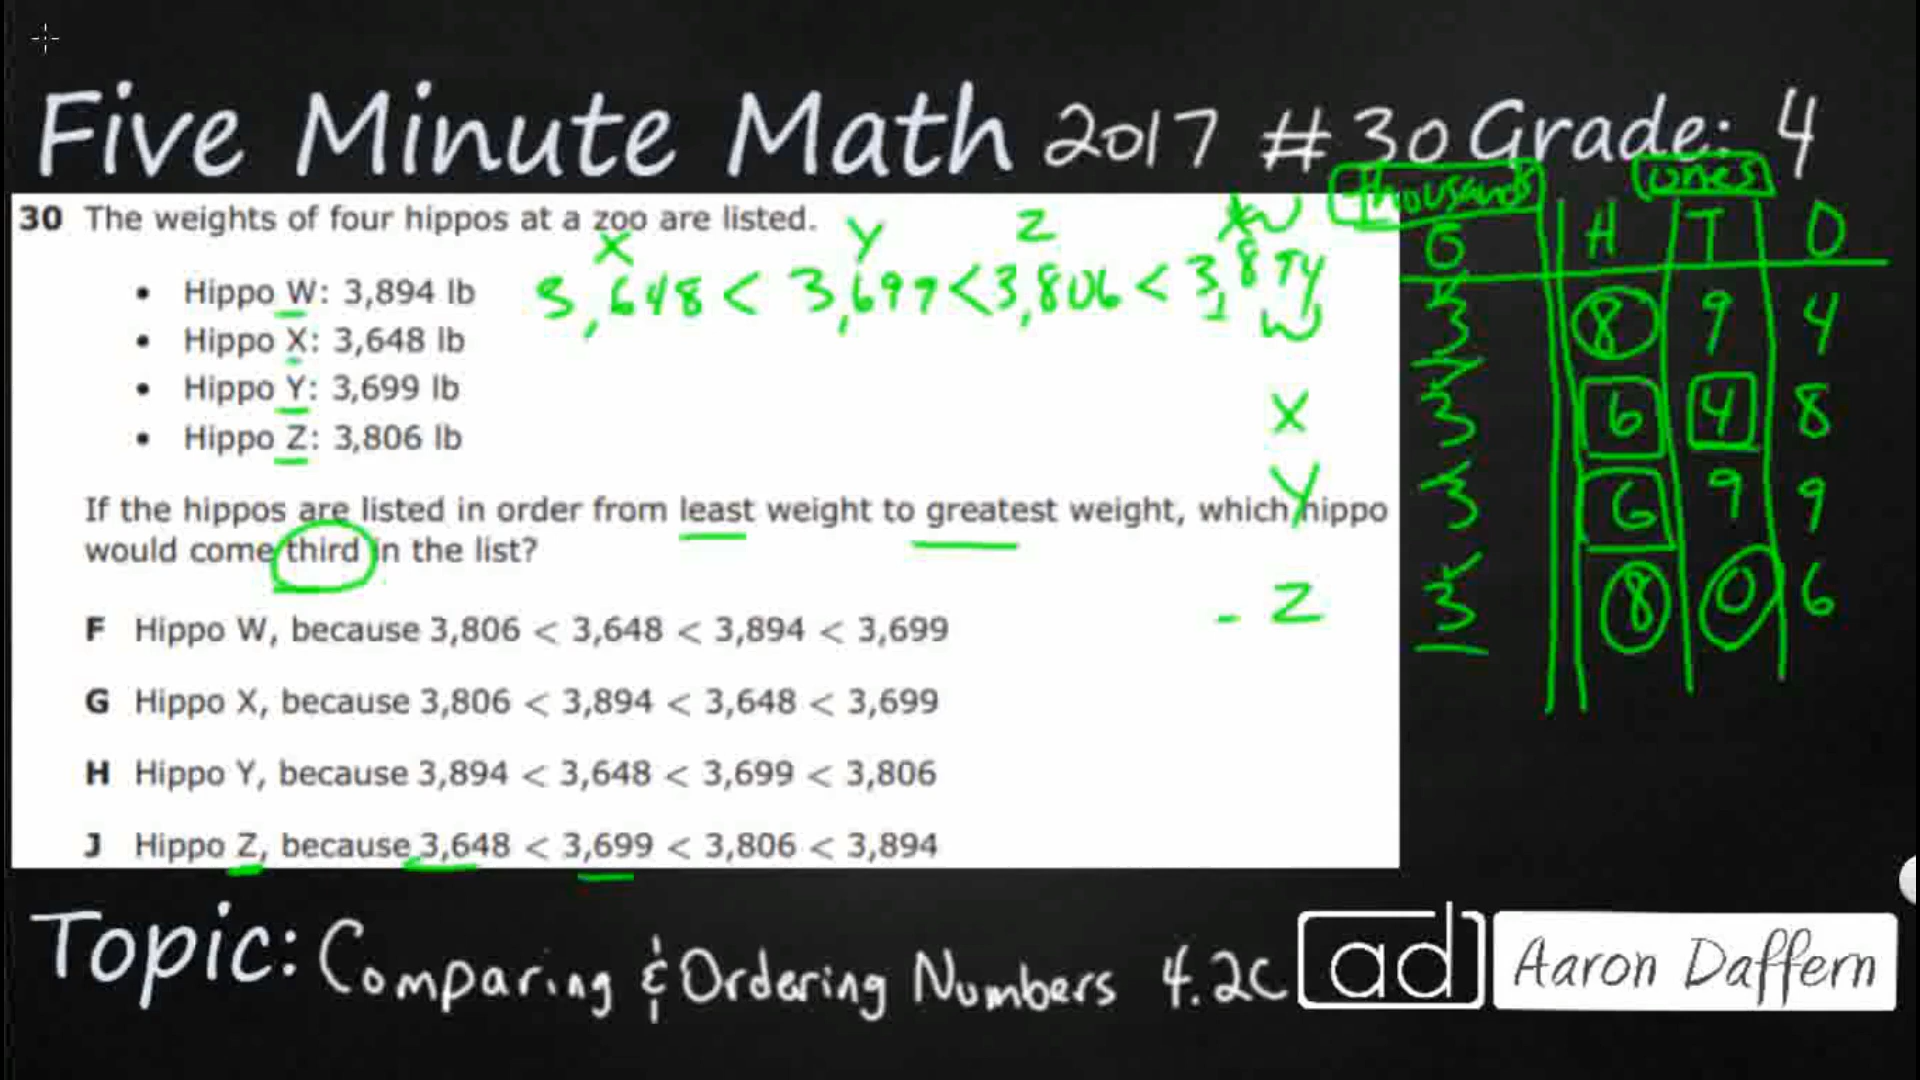 Five Minute Math 2017 #30 Grade: 4
30 The weights of four hippos at a zoo are listed.
• Hippo W: 3,894 lb
• Hippo X: 3,648 lb
• Hippo Y: 3,699 lb
• Hippo Z: 3,806 lb
X Y Z W
3,648 < 3,699 < 3,806 < 3,894
If the hippos are listed in order from least weight to greatest weight, which hippo
would come third in the list?
F Hippo W, because 3,806 < 3,648 < 3,894 < 3,699
G Hippo X, because 3,806 < 3,894 < 3,648 < 3,699
H Hippo Y, because 3,894 < 3,648 < 3,699 < 3,806
J Hippo Z, because 3,648 < 3,699 < 3,806 < 3,894
Thousands ones
O H T O
W 3 8 9 4
X 3 6 4 8
Y 3 6 9 9
- Z 3 8 0 6
Topic: Comparing & Ordering Numbers 4.2C
ad Aaron Daffern